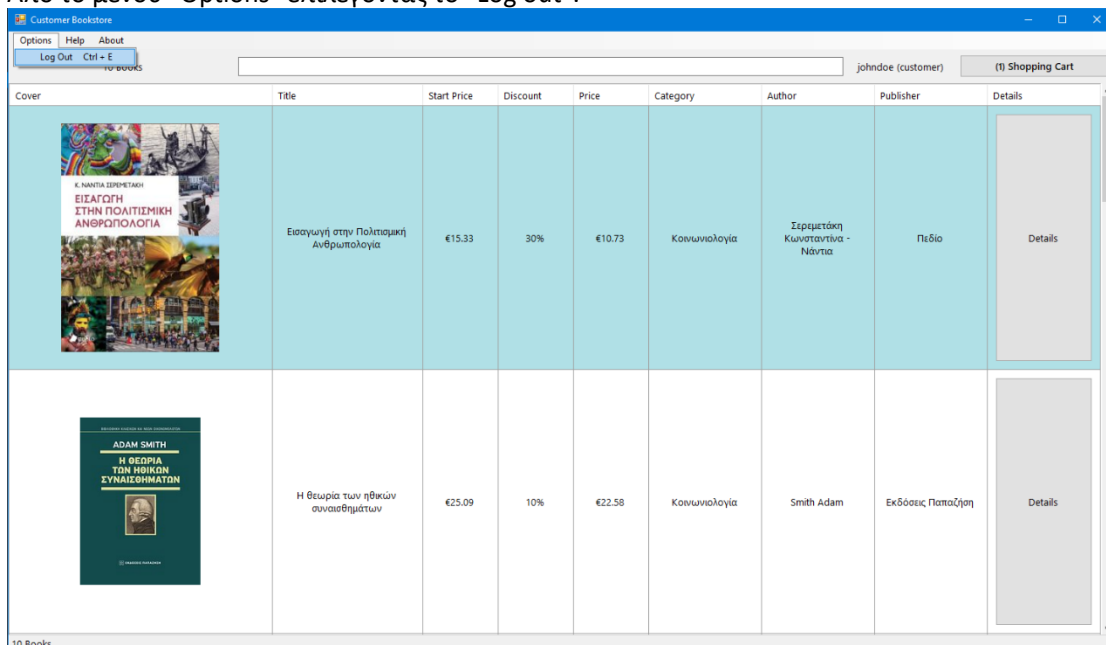 Από το μενού "Options" επιλέγοντας το "Log out".
Customer Bookstore
Options Help About
Log Out Ctrl + E
10 Books
johndoe (customer)
(1) Shopping Cart
Cover Title Start Price Discount Price Category Author Publisher Details
Κ. ΝΑΝΤΙΑ ΣΕΡΕΜΕΤΑΚΗ
ΕΙΣΑΓΩΓΗ
ΣΤΗΝ ΠΟΛΙΤΙΣΜΙΚΗ
ΑΝΘΡΩΠΟΛΟΓΙΑ
Εισαγωγή στην Πολιτισμική
Ανθρωπολογία
€15.33 30% €10.73 Κοινωνιολογία
Σερεμετάκη
Κωνσταντίνα -
Νάντια
Πεδίο
Details
ADAM SMITH
Η ΘΕΩΡΙΑ
ΤΩΝ ΗΘΙΚΩΝ
ΣΥΝΑΙΣΘΗΜΑΤΩΝ
Η θεωρία των ηθικών
συναισθημάτων
€25.09 10% €22.58 Κοινωνιολογία Smith Adam Εκδόσεις Παπαζήση Details
10 Books